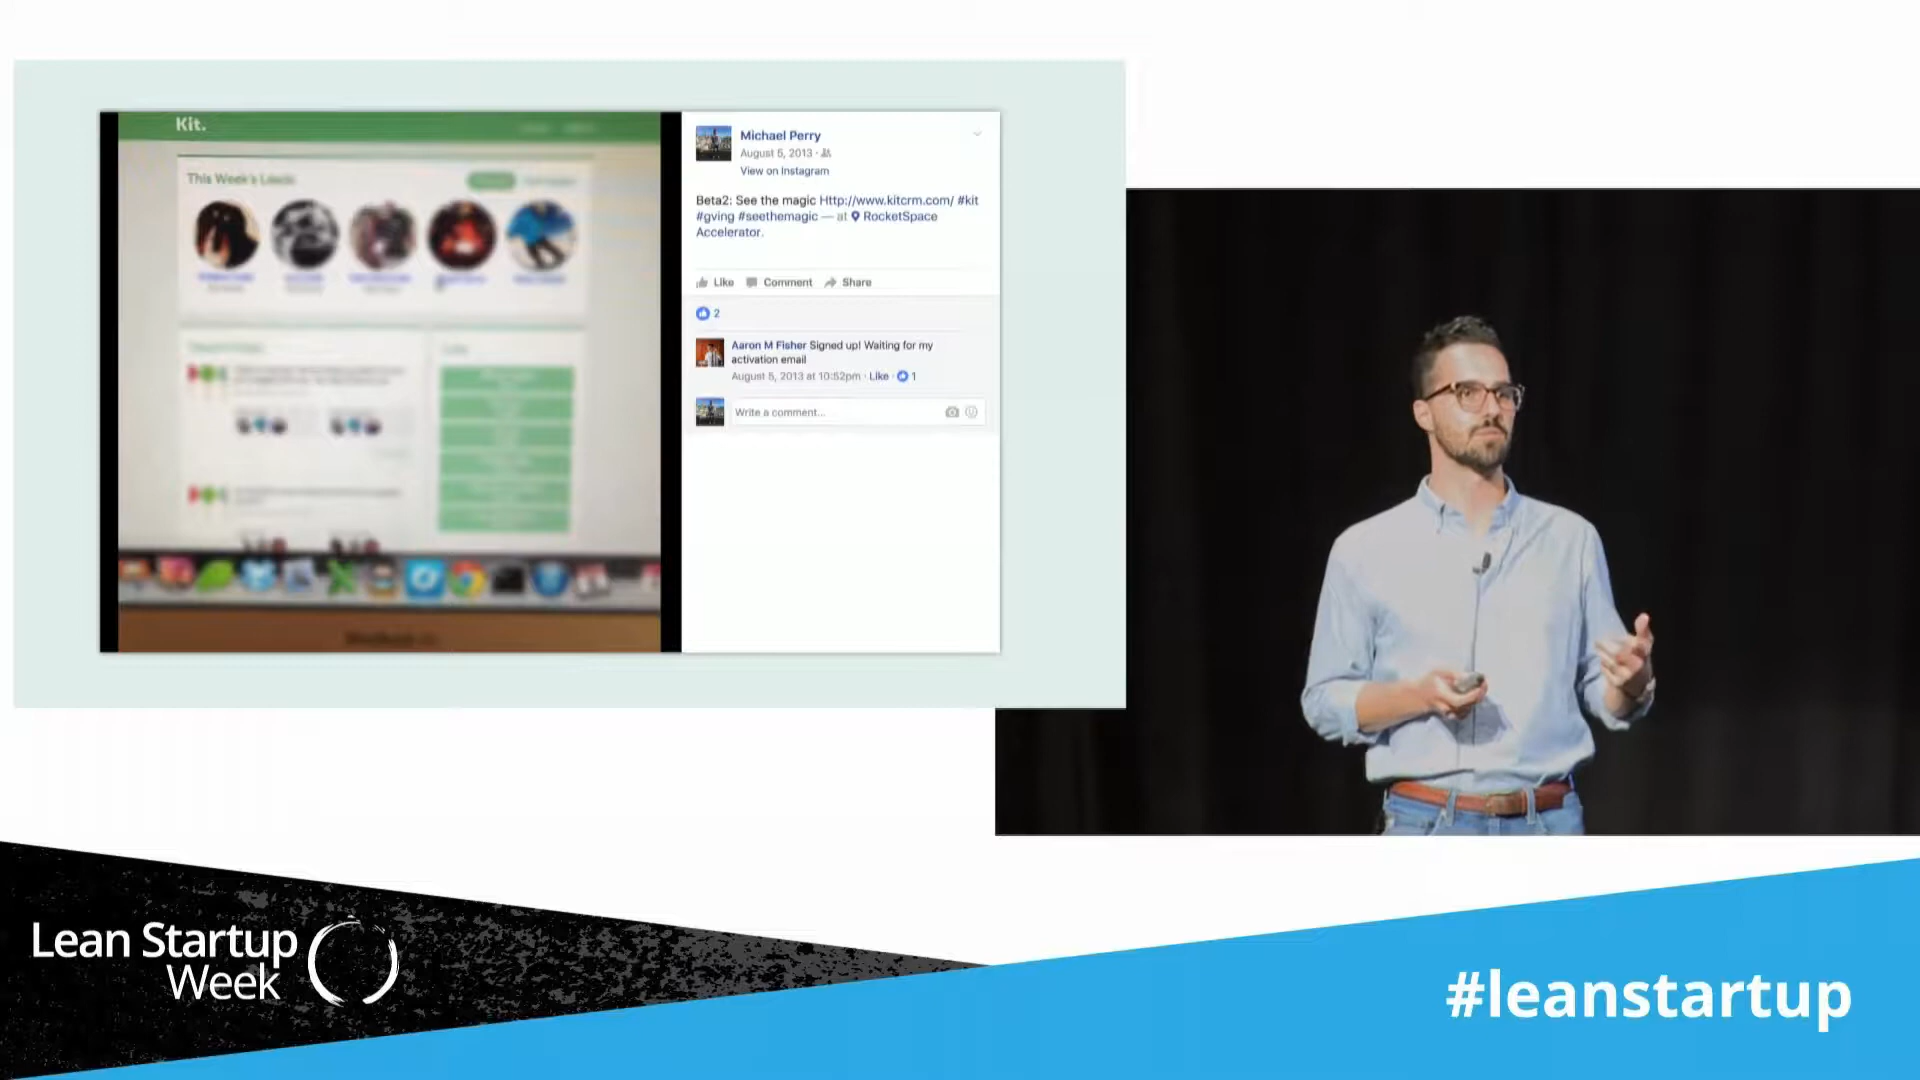 Kit.
This Week's Leads
Michael Perry
August 5, 2013 ·
View on Instagram
Beta2: See the magic Http://www.kitcrm.com/ #kit
#gving #seethemagic — at RocketSpace
Accelerator.
Like Comment Share
2
Aaron M Fisher Signed up! Waiting for my
activation email
August 5, 2013 at 10:52pm · Like · 1
Write a comment...
Lean Startup
Week
#leanstartup